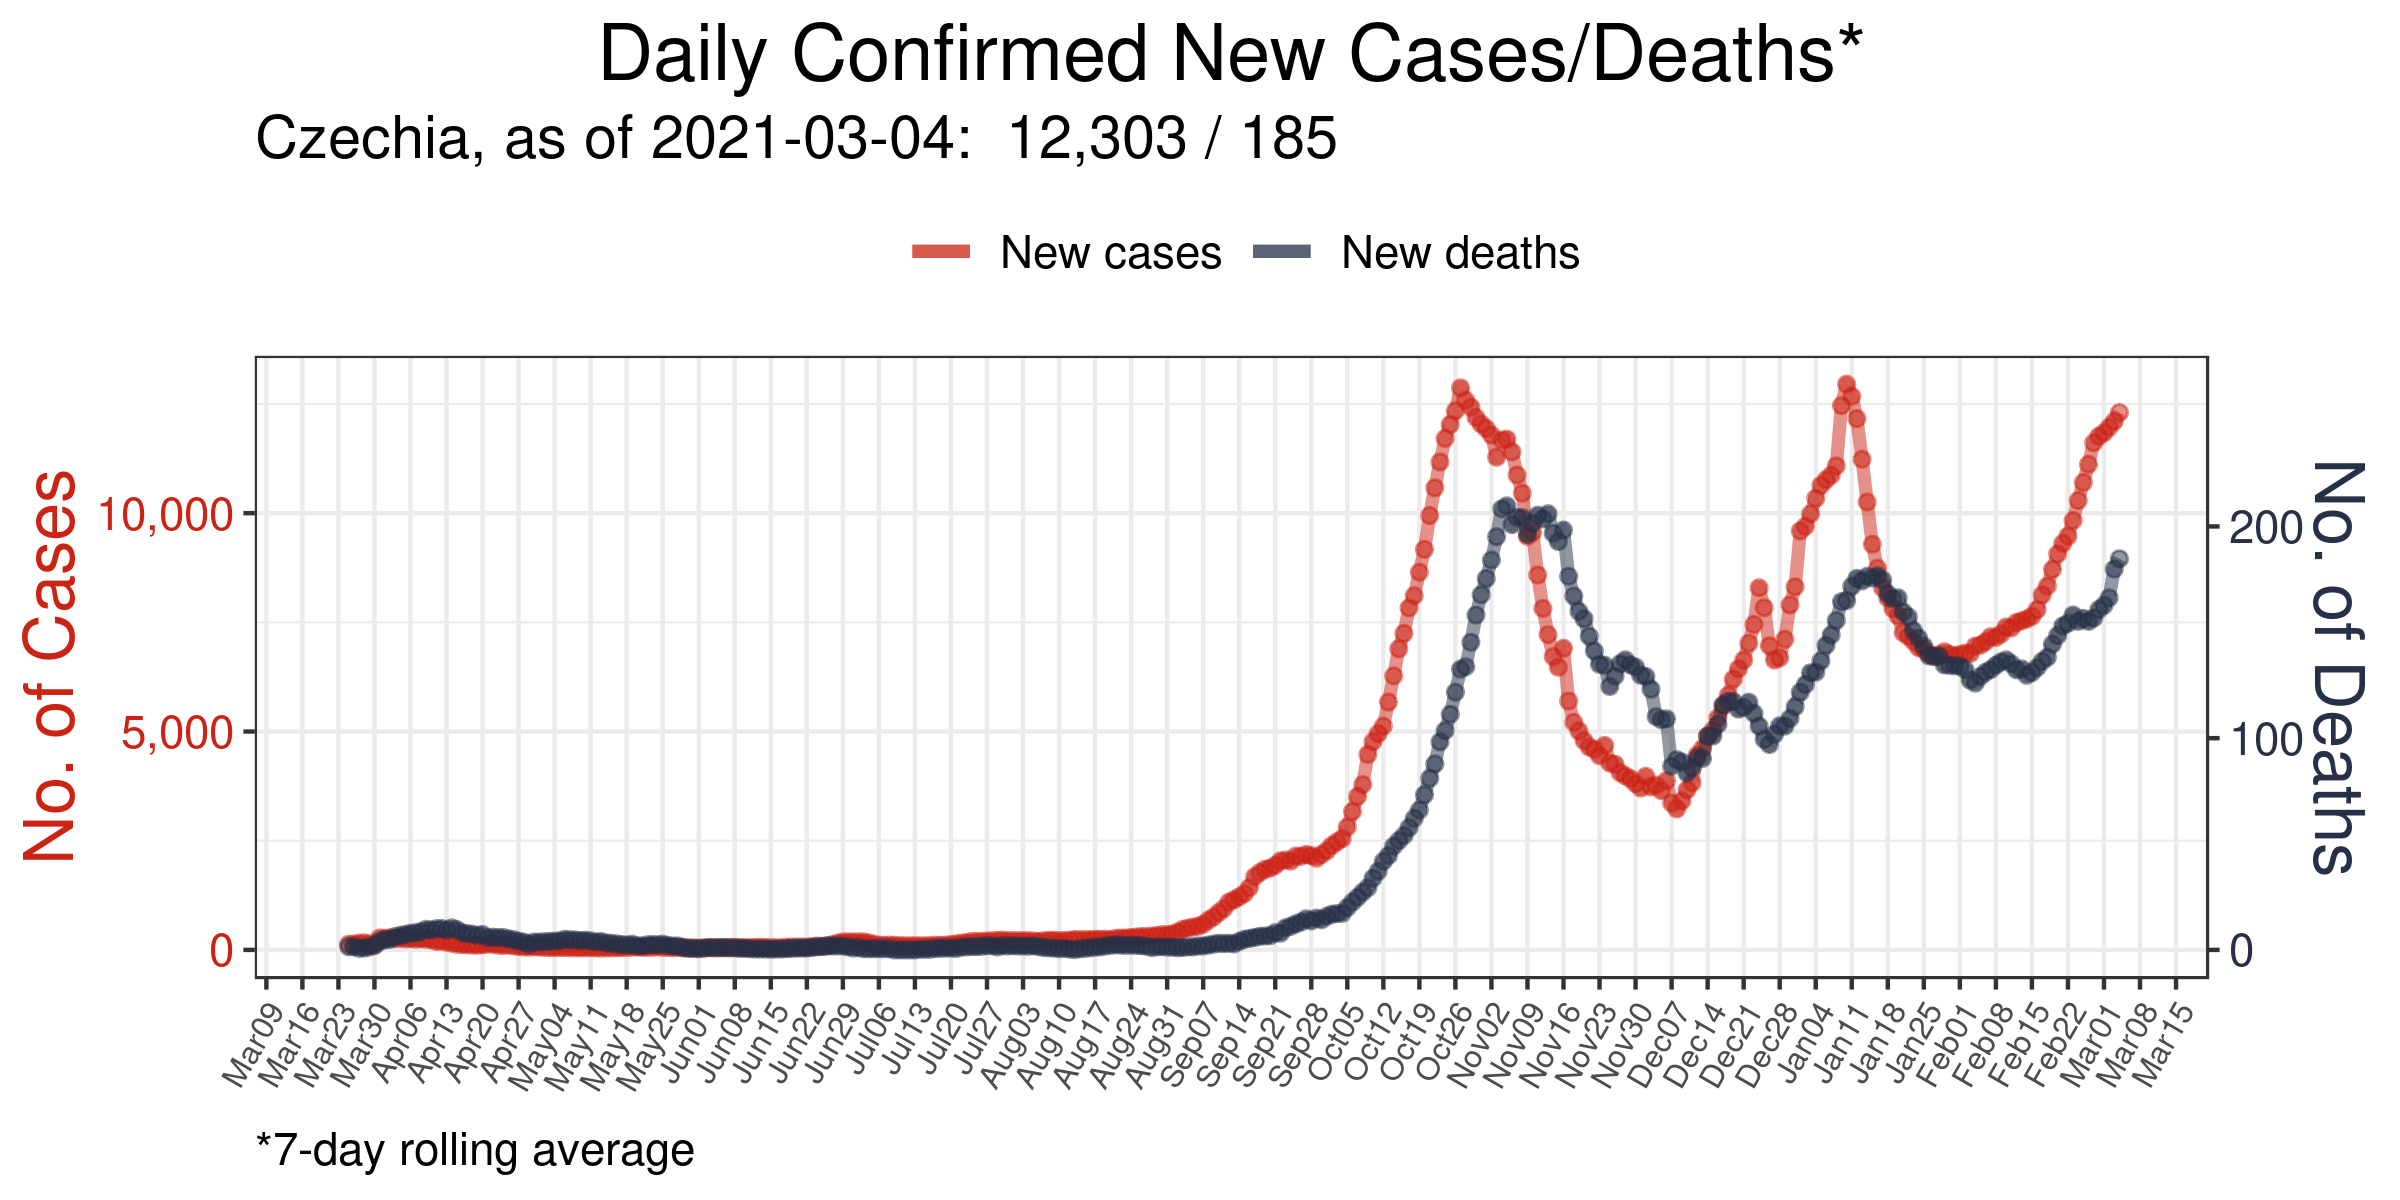 Daily Confirmed New Cases/Deaths*
Czechia, as of 2021-03-04:  12,303 / 185
New cases New deaths
No. of Cases
10,000
5,000
0
200
100
0
No. of Deaths
Mar09 Mar16 Mar23 Mar30 Apr06 Apr13 Apr20 Apr27 May04 May11 May18 May25 Jun01 Jun08 Jun15 Jun22 Jun29 Jul06 Jul13 Jul20 Jul27 Aug03 Aug10 Aug17 Aug24 Aug31 Sep07 Sep14 Sep21 Sep28 Oct05 Oct12 Oct19 Oct26 Nov02 Nov09 Nov16 Nov23 Nov30 Dec07 Dec14 Dec21 Dec28 Jan04 Jan11 Jan18 Jan25 Feb01 Feb08 Feb15 Feb22 Mar01 Mar08 Mar15
*7-day rolling average